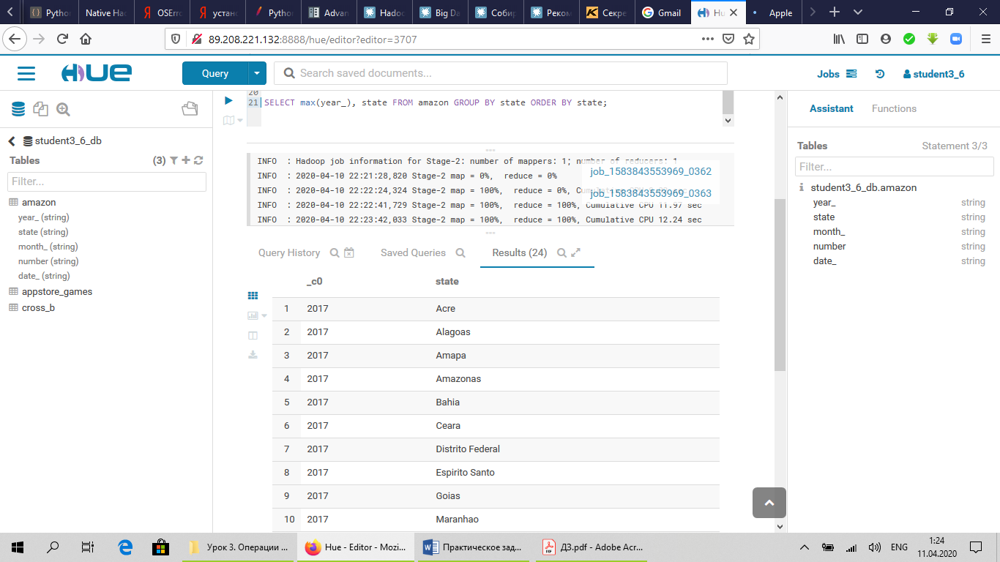 Python
Native Had
OSErro
устано
Python
Advan
Hadoo
Big Da
Собир
Реком
Секре
Gmail
Hu
Apple
89.208.221.132:8888/hue/editor?editor=3707
HUE
Query
Search saved documents...
Jobs
student3_6
student3_6_db
Tables
(3)
Filter...
amazon
year_ (string)
state (string)
month_ (string)
number (string)
date_ (string)
appstore_games
cross_b
20
21 SELECT max(year_), state FROM amazon GROUP BY state ORDER BY state;
INFO : Hadoop job information for Stage-2: number of mappers: 1; number of reducers: 1
INFO : 2020-04-10 22:21:28,820 Stage-2 map = 0%, reduce = 0%
INFO : 2020-04-10 22:22:24,324 Stage-2 map = 100%, reduce = 0%,
INFO : 2020-04-10 22:22:41,729 Stage-2 map = 100%, reduce = 100%, Cumulative CPU 11.97 sec
INFO : 2020-04-10 22:23:42,033 Stage-2 map = 100%, reduce = 100%, Cumulative CPU 12.24 sec
job_1583843553969_0362
job_1583843553969_0363
Query History
Saved Queries
Results (24)
_c0 state
1 2017 Acre
2 2017 Alagoas
3 2017 Amapa
4 2017 Amazonas
5 2017 Bahia
6 2017 Ceara
7 2017 Distrito Federal
8 2017 Espirito Santo
9 2017 Goias
10 2017 Maranhao
Assistant
Functions
Tables
Statement 3/3
Filter...
student3_6_db.amazon
year_ string
state string
month_ string
number string
date_ string
Урок 3. Операции ...
Hue - Editor - Mozi...
Практическое зад...
ДЗ.pdf - Adobe Acr...
ENG
1:24
11.04.2020